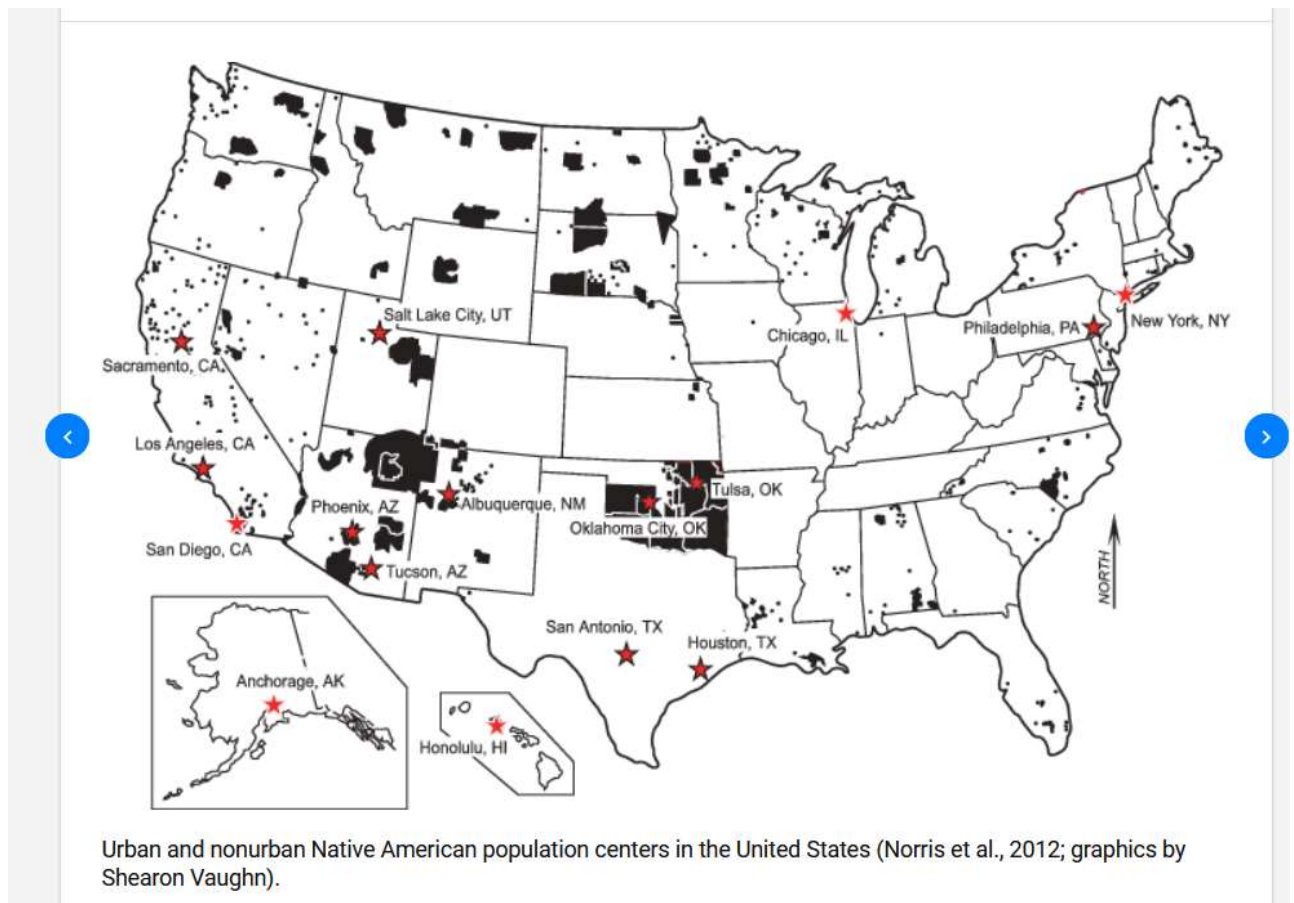 Salt Lake City, UT
Chicago, IL
Philadelphia, PA
New York, NY
Sacramento, CA
Los Angeles, CA
Phoenix, AZ
Albuquerque, NM
Tulsa, OK
Oklahoma City, OK
San Diego, CA
Tucson, AZ
NORTH
San Antonio, TX
Houston, TX
Anchorage, AK
Honolulu, HI
Urban and nonurban Native American population centers in the United States (Norris et al., 2012; graphics by
Shearon Vaughn).